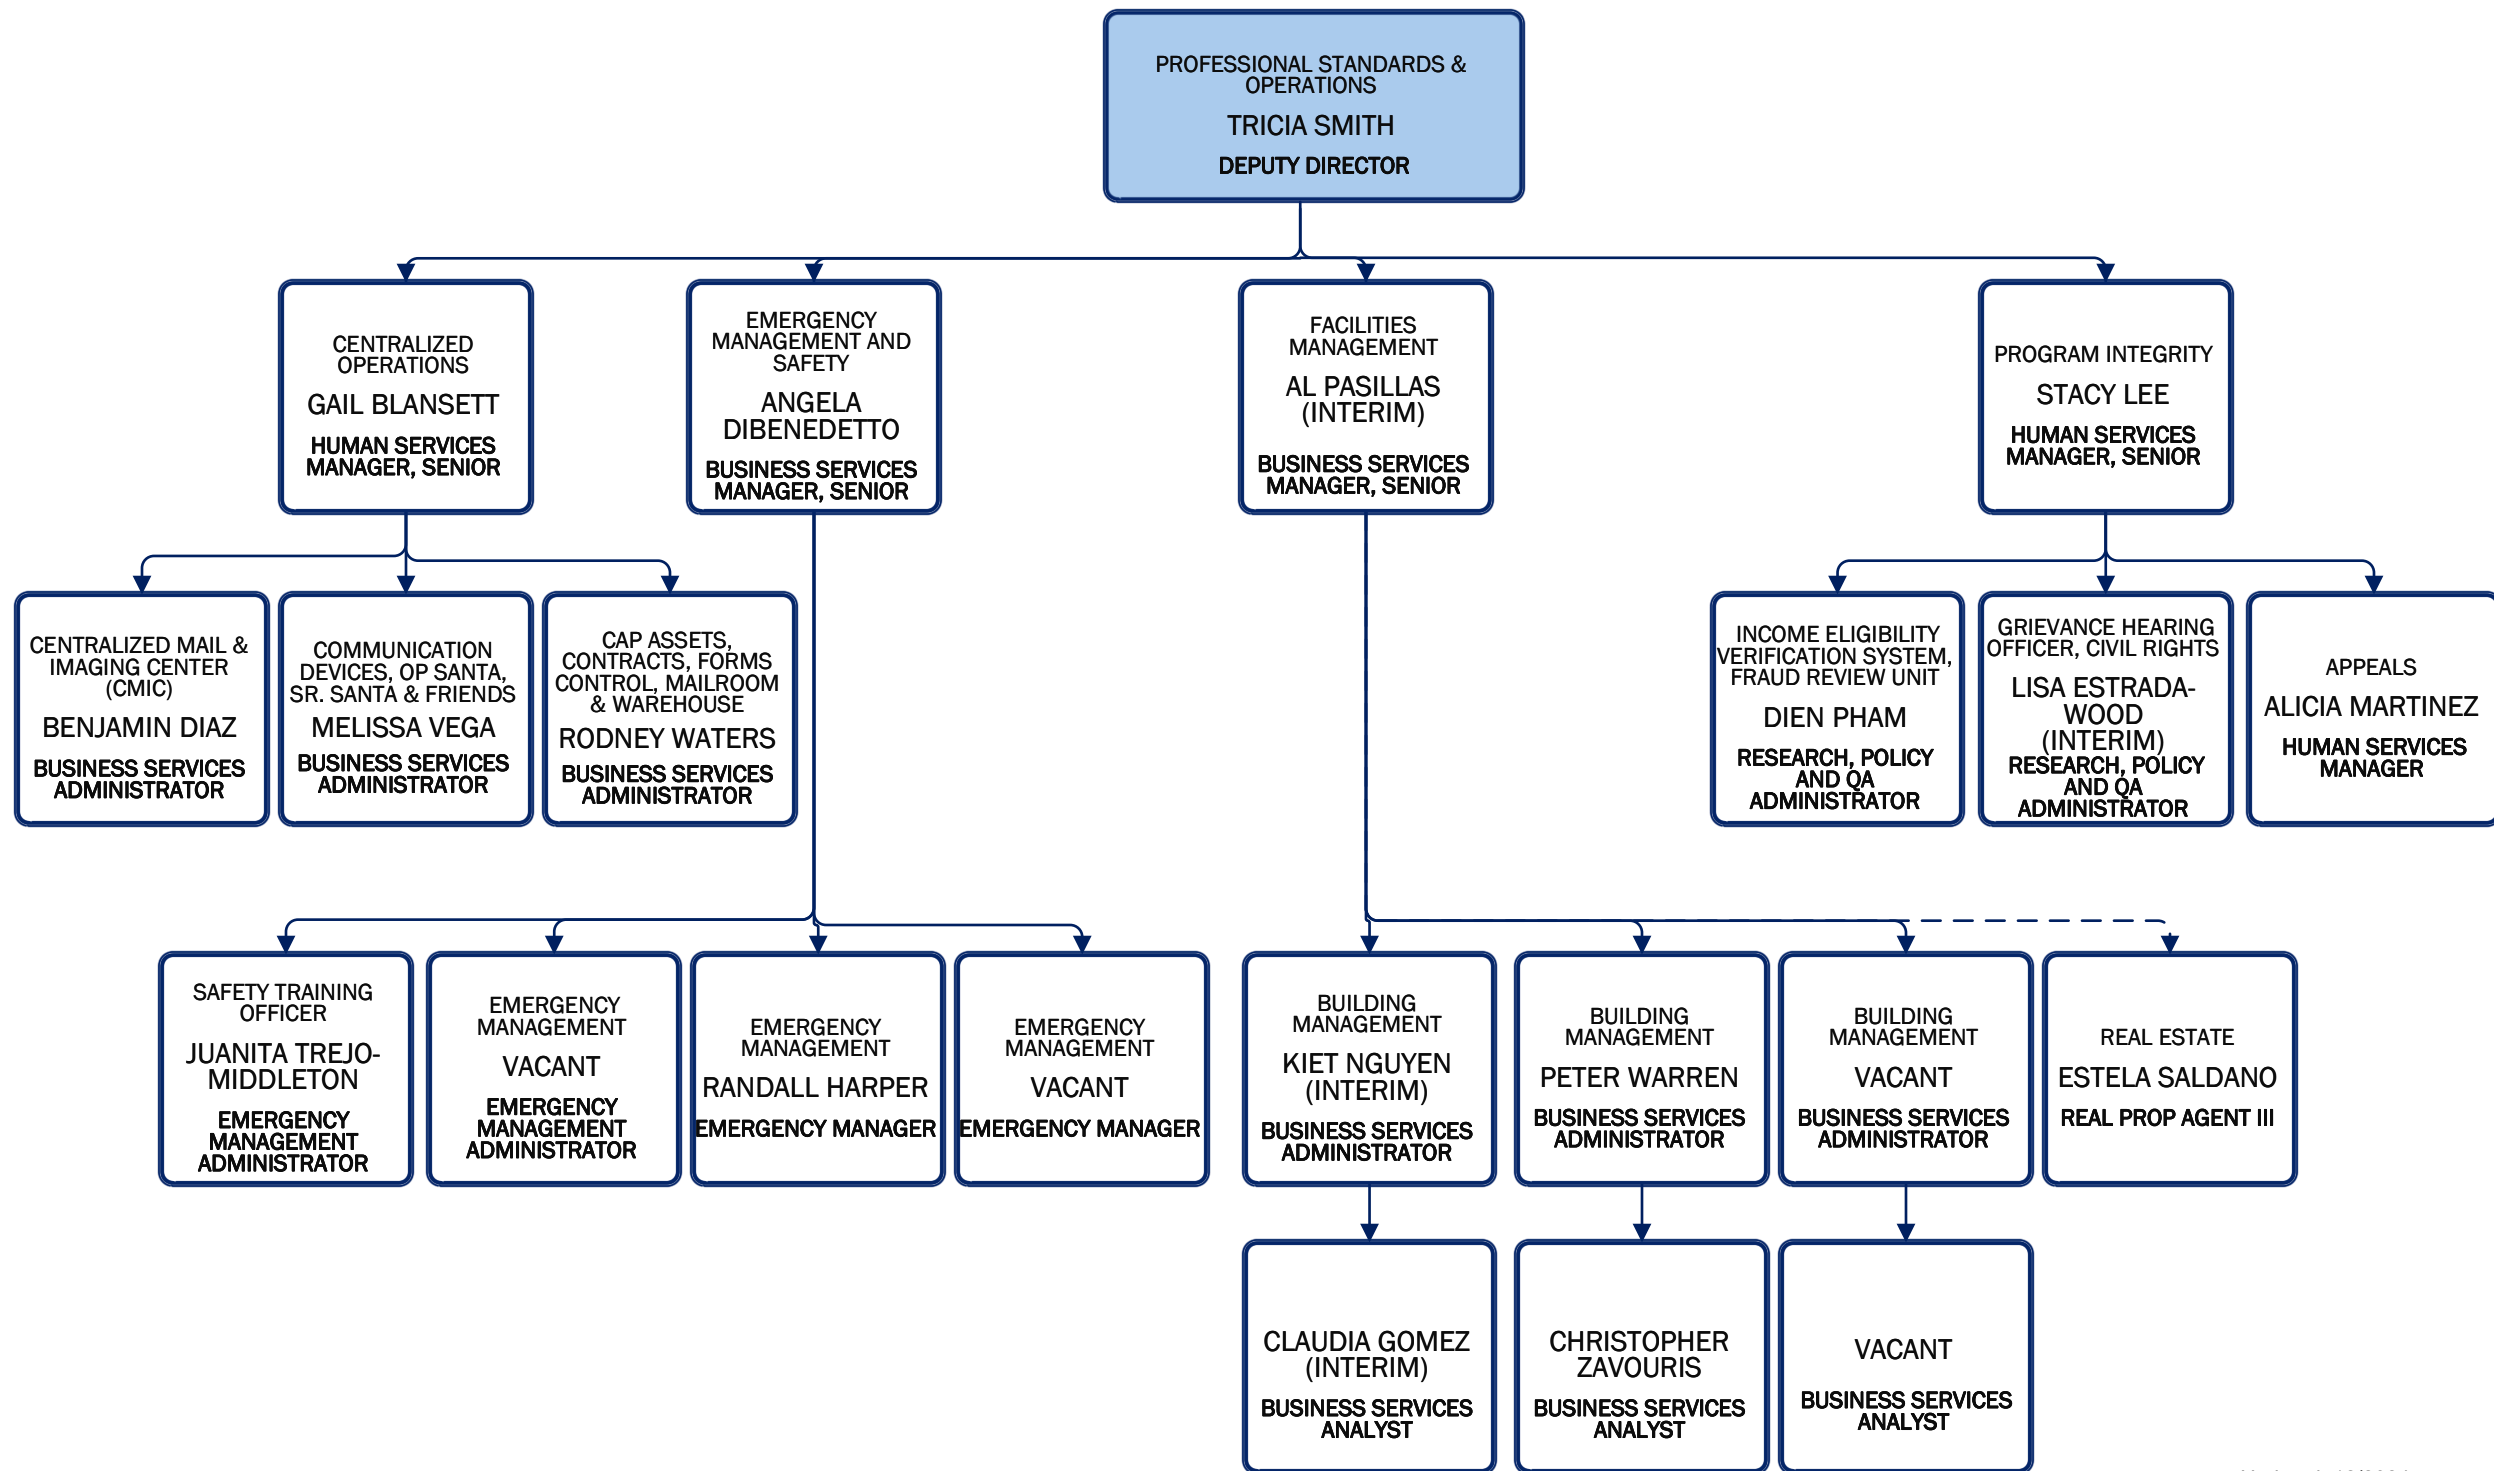 PROFESSIONAL STANDARDS &
OPERATIONS
TRICIA SMITH
DEPUTY DIRECTOR
CENTRALIZED
OPERATIONS
GAIL BLANSETT
HUMAN SERVICES
MANAGER, SENIOR
EMERGENCY
MANAGEMENT AND
SAFETY
ANGELA
DIBENEDETTO
BUSINESS SERVICES
MANAGER, SENIOR
FACILITIES
MANAGEMENT
AL PASILLAS
(INTERIM)
BUSINESS SERVICES
MANAGER, SENIOR
PROGRAM INTEGRITY
STACY LEE
HUMAN SERVICES
MANAGER, SENIOR
CENTRALIZED MAIL &
IMAGING CENTER
(CMIC)
BENJAMIN DIAZ
BUSINESS SERVICES
ADMINISTRATOR
COMMUNICATION
DEVICES, OP SANTA,
SR. SANTA & FRIENDS
MELISSA VEGA
BUSINESS SERVICES
ADMINISTRATOR
CAP ASSETS,
CONTRACTS, FORMS
CONTROL, MAILROOM
& WAREHOUSE
RODNEY WATERS
BUSINESS SERVICES
ADMINISTRATOR
INCOME ELIGIBILITY
VERIFICATION SYSTEM,
FRAUD REVIEW UNIT
DIEN PHAM
RESEARCH, POLICY
AND QA
ADMINISTRATOR
GRIEVANCE HEARING
OFFICER, CIVIL RIGHTS
LISA ESTRADA-
WOOD
(INTERIM)
RESEARCH, POLICY
AND QA
ADMINISTRATOR
APPEALS
ALICIA MARTINEZ
HUMAN SERVICES
MANAGER
SAFETY TRAINING
OFFICER
JUANITA TREJO-
MIDDLETON
EMERGENCY
MANAGEMENT
ADMINISTRATOR
EMERGENCY
MANAGEMENT
VACANT
EMERGENCY
MANAGEMENT
ADMINISTRATOR
EMERGENCY
MANAGEMENT
RANDALL HARPER
EMERGENCY MANAGER
EMERGENCY
MANAGEMENT
VACANT
EMERGENCY MANAGER
BUILDING
MANAGEMENT
KIET NGUYEN
(INTERIM)
BUSINESS SERVICES
ADMINISTRATOR
BUILDING
MANAGEMENT
PETER WARREN
BUSINESS SERVICES
ADMINISTRATOR
BUILDING
MANAGEMENT
VACANT
BUSINESS SERVICES
ADMINISTRATOR
REAL ESTATE
ESTELA SALDANO
REAL PROP AGENT III
CLAUDIA GOMEZ
(INTERIM)
BUSINESS SERVICES
ANALYST
CHRISTOPHER
ZAVOURIS
BUSINESS SERVICES
ANALYST
VACANT
BUSINESS SERVICES
ANALYST